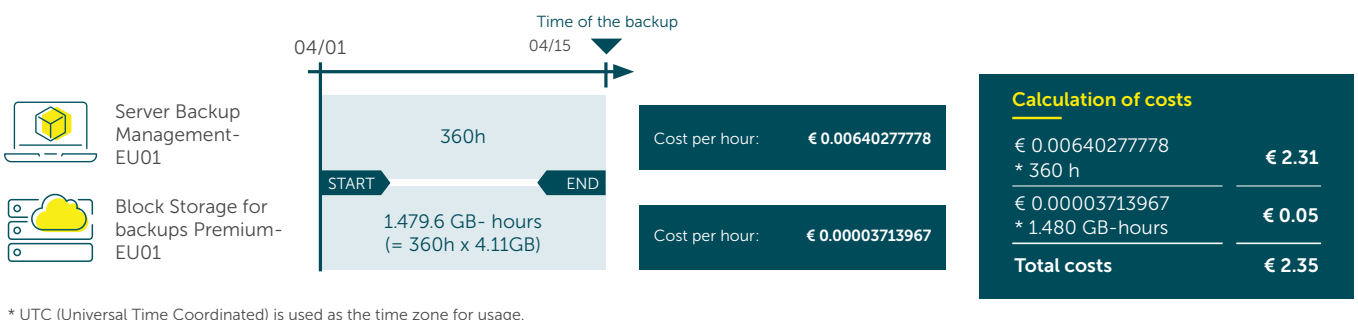 Time of the backup
04/01
04/15
Server Backup
Management-
EU01
360h
Cost per hour: € 0.00640277778
START
END
Block Storage for
backups Premium-
EU01
1.479.6 GB- hours
(= 360h x 4.11GB)
Cost per hour: € 0.00003713967
Calculation of costs
€ 0.00640277778
* 360 h
€ 2.31
€ 0.00003713967
* 1.480 GB-hours
€ 0.05
Total costs € 2.35
* UTC (Universal Time Coordinated) is used as the time zone for usage.